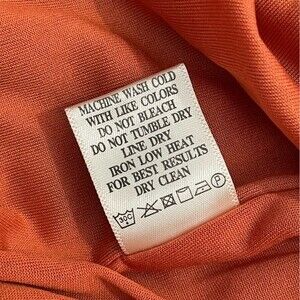 MACHINE WASH COLD
WITH LIKE COLORS
DO NOT BLEACH
DO NOT TUMBLE DRY
LINE DRY
IRON LOW HEAT
FOR BEST RESULTS
DRY CLEAN
30C P